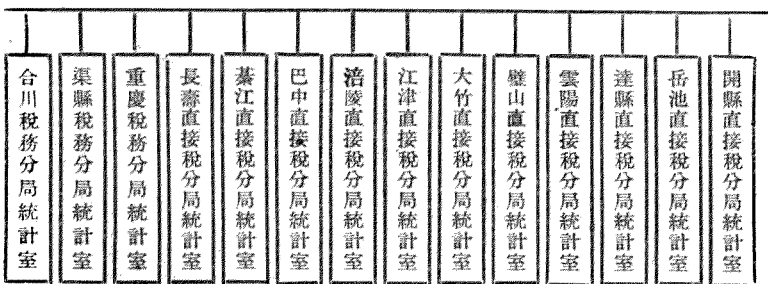 開縣直接稅分局統計室
岳池直接稅分局統計室
達縣直接稅分局統計室
雲陽直接稅分局統計室
璧山直接稅分局統計室
大竹直接稅分局統計室
江津直接稅分局統計室
涪陵直接稅分局統計室
巴中直接稅分局統計室
綦江直接稅分局統計室
長壽直接稅分局統計室
重慶稅務分局統計室
渠縣稅務分局統計室
合川稅務分局統計室